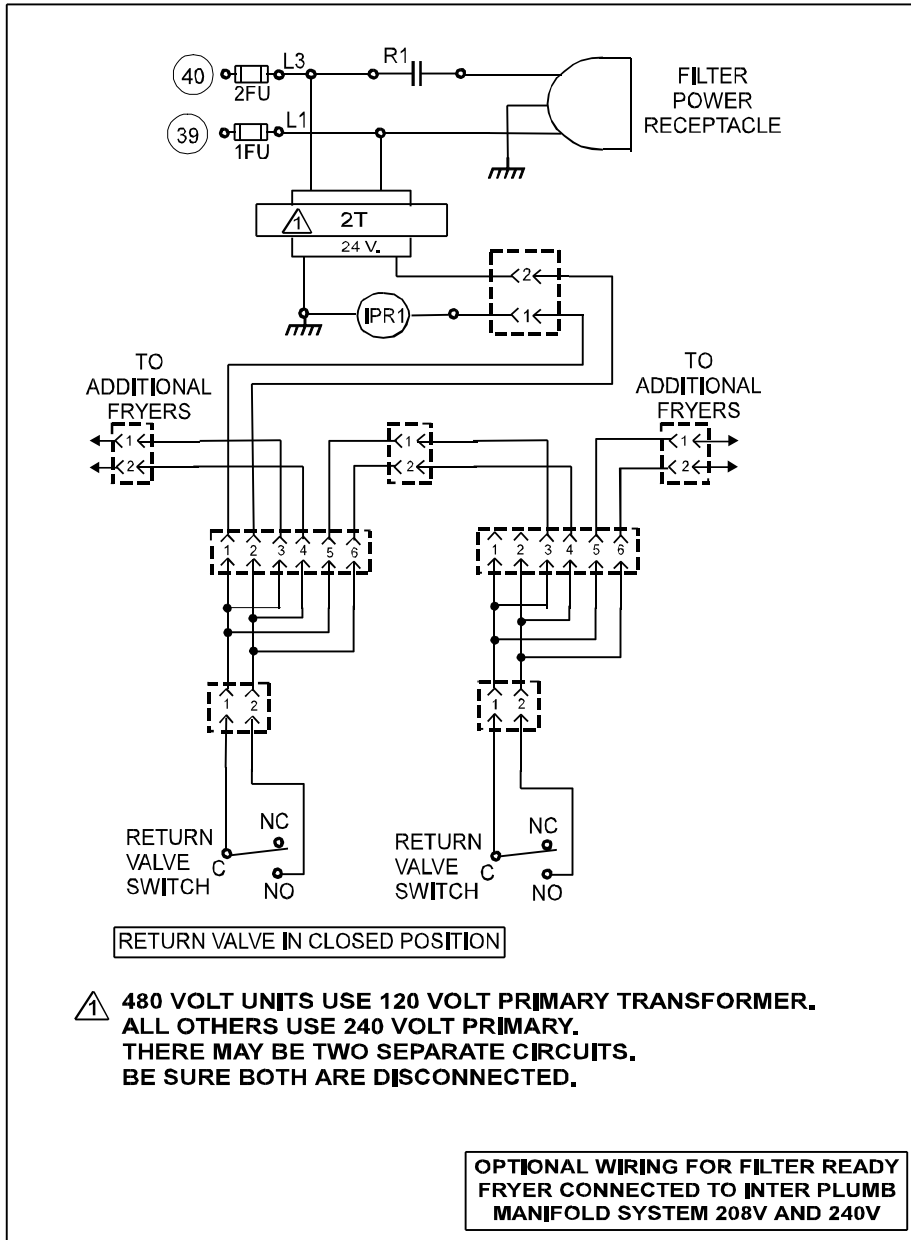 40
2FU
L3
R1
FILTER
POWER
RECEPTACLE
39
1FU
L1
1
2T
24 V.
2
1
IPR1
TO
ADDITIONAL
FRYERS
1
2
1
2
TO
ADDITIONAL
FRYERS
1
2
1 2 3 4 5 6
1 2 3 4 5 6
1 2
1 2
RETURN
VALVE
SWITCH
NC
C
NO
RETURN
VALVE
SWITCH
NC
C
NO
RETURN VALVE IN CLOSED POSITION
1
480 VOLT UNITS USE 120 VOLT PRIMARY TRANSFORMER.
ALL OTHERS USE 240 VOLT PRIMARY.
THERE MAY BE TWO SEPARATE CIRCUITS.
BE SURE BOTH ARE DISCONNECTED.
OPTIONAL WIRING FOR FILTER READY
FRYER CONNECTED TO INTER PLUMB
MANIFOLD SYSTEM 208V AND 240V